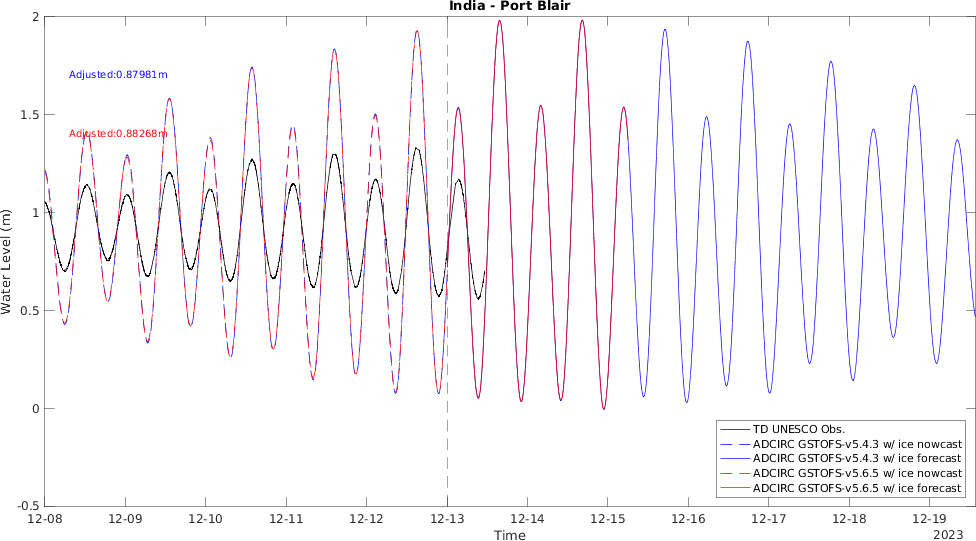 India - Port Blair
Adjusted:0.87981m
Adjusted:0.88268m
Water Level (m)
2
1.5
1
0.5
0
-0.5
TD UNESCO Obs.
ADCIRC GSTOFS-v5.4.3 w/ ice nowcast
ADCIRC GSTOFS-v5.4.3 w/ ice forecast
ADCIRC GSTOFS-v5.6.5 w/ ice nowcast
ADCIRC GSTOFS-v5.6.5 w/ ice forecast
12-08 12-09 12-10 12-11 12-12 12-13 12-14 12-15 12-16 12-17 12-18 12-19
Time
2023